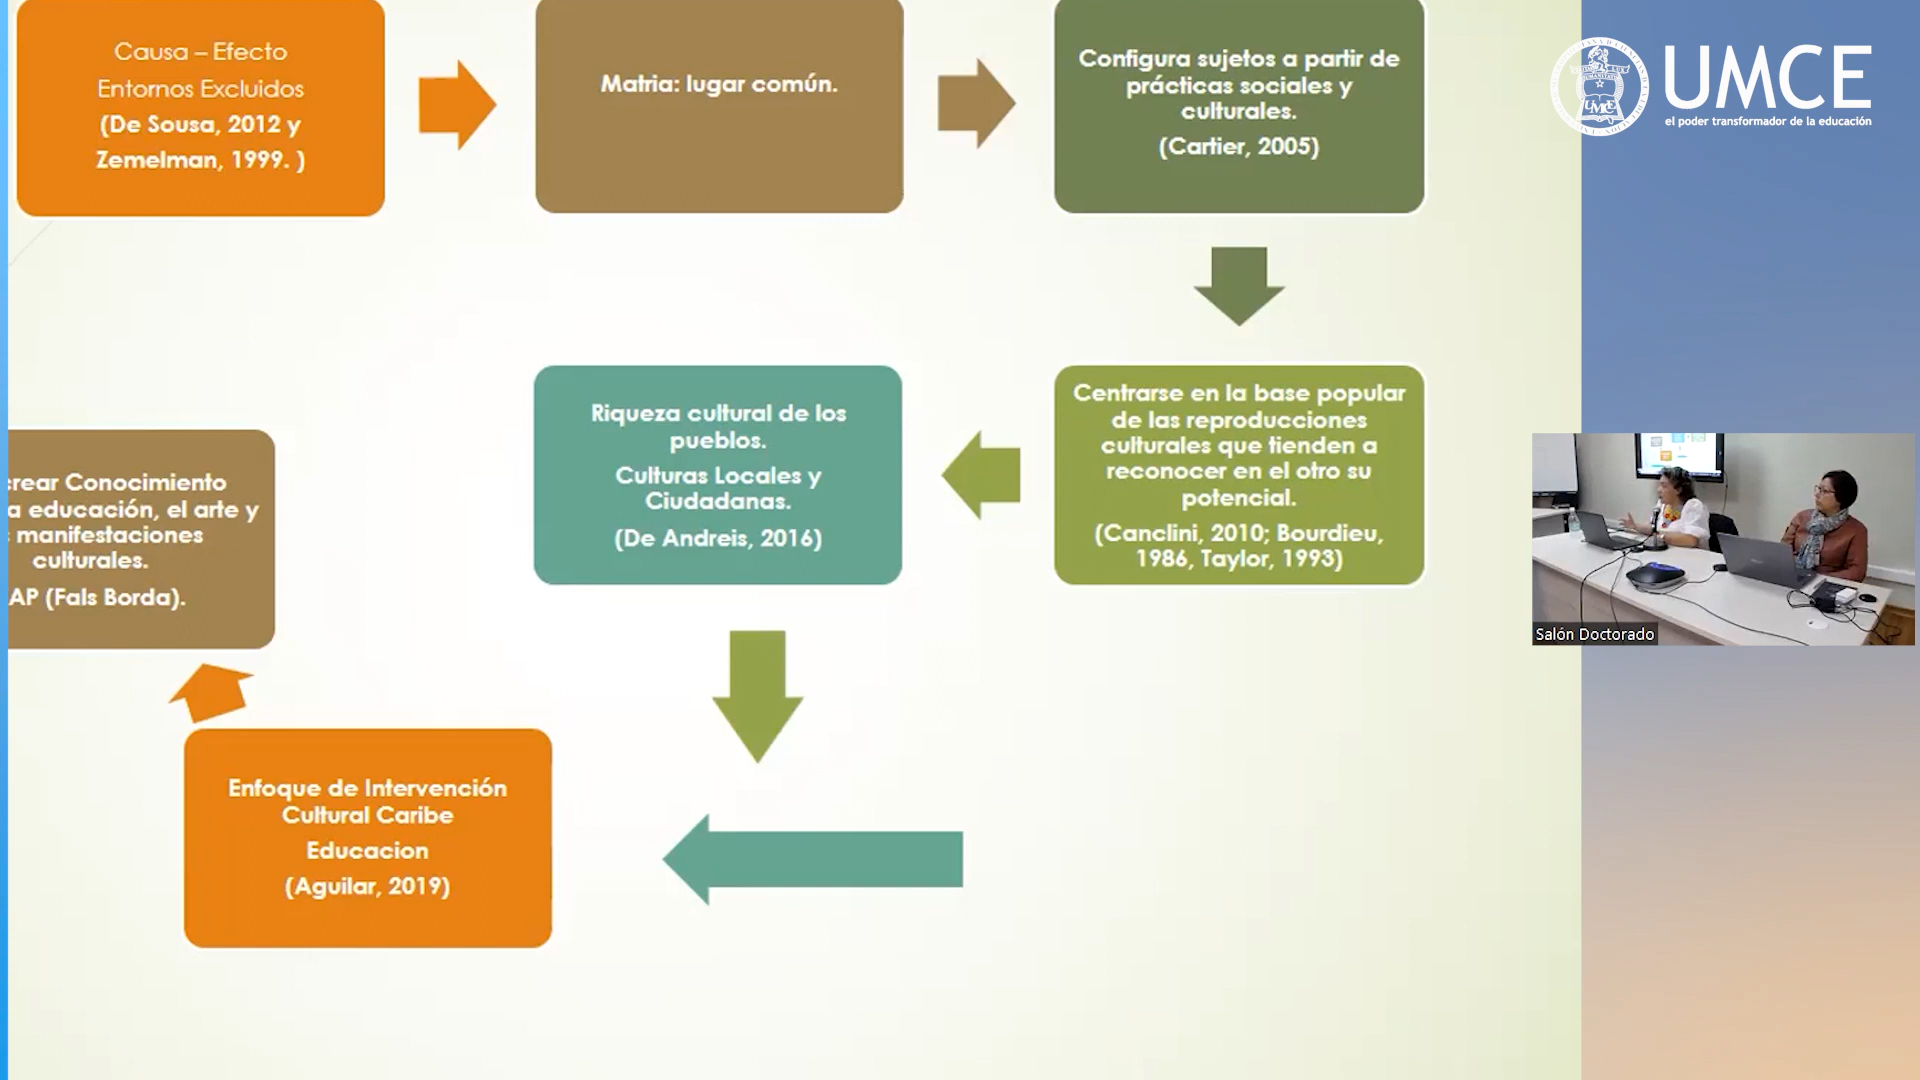 Causa – Efecto
Entornos Excluidos
(De Sousa, 2012 y
Zemelman, 1999. )
Matria: lugar común.
Configura sujetos a partir de
prácticas sociales y
culturales.
(Cartier, 2005)
UMCE
el poder transformador de la educación
Centrarse en la base popular
de las reproducciones
culturales que tienden a
reconocer en el otro su
potencial.
(Canclini, 2010; Bourdieu,
1986, Taylor, 1993)
Riqueza cultural de los
pueblos.
Culturas Locales y
Ciudadanas.
(De Andreis, 2016)
Enfoque de Intervención
Cultural Caribe
Educacion
(Aguilar, 2019)
crear Conocimiento
a educación, el arte y
manifestaciones
culturales.
AP (Fals Borda).
Salón Doctorado